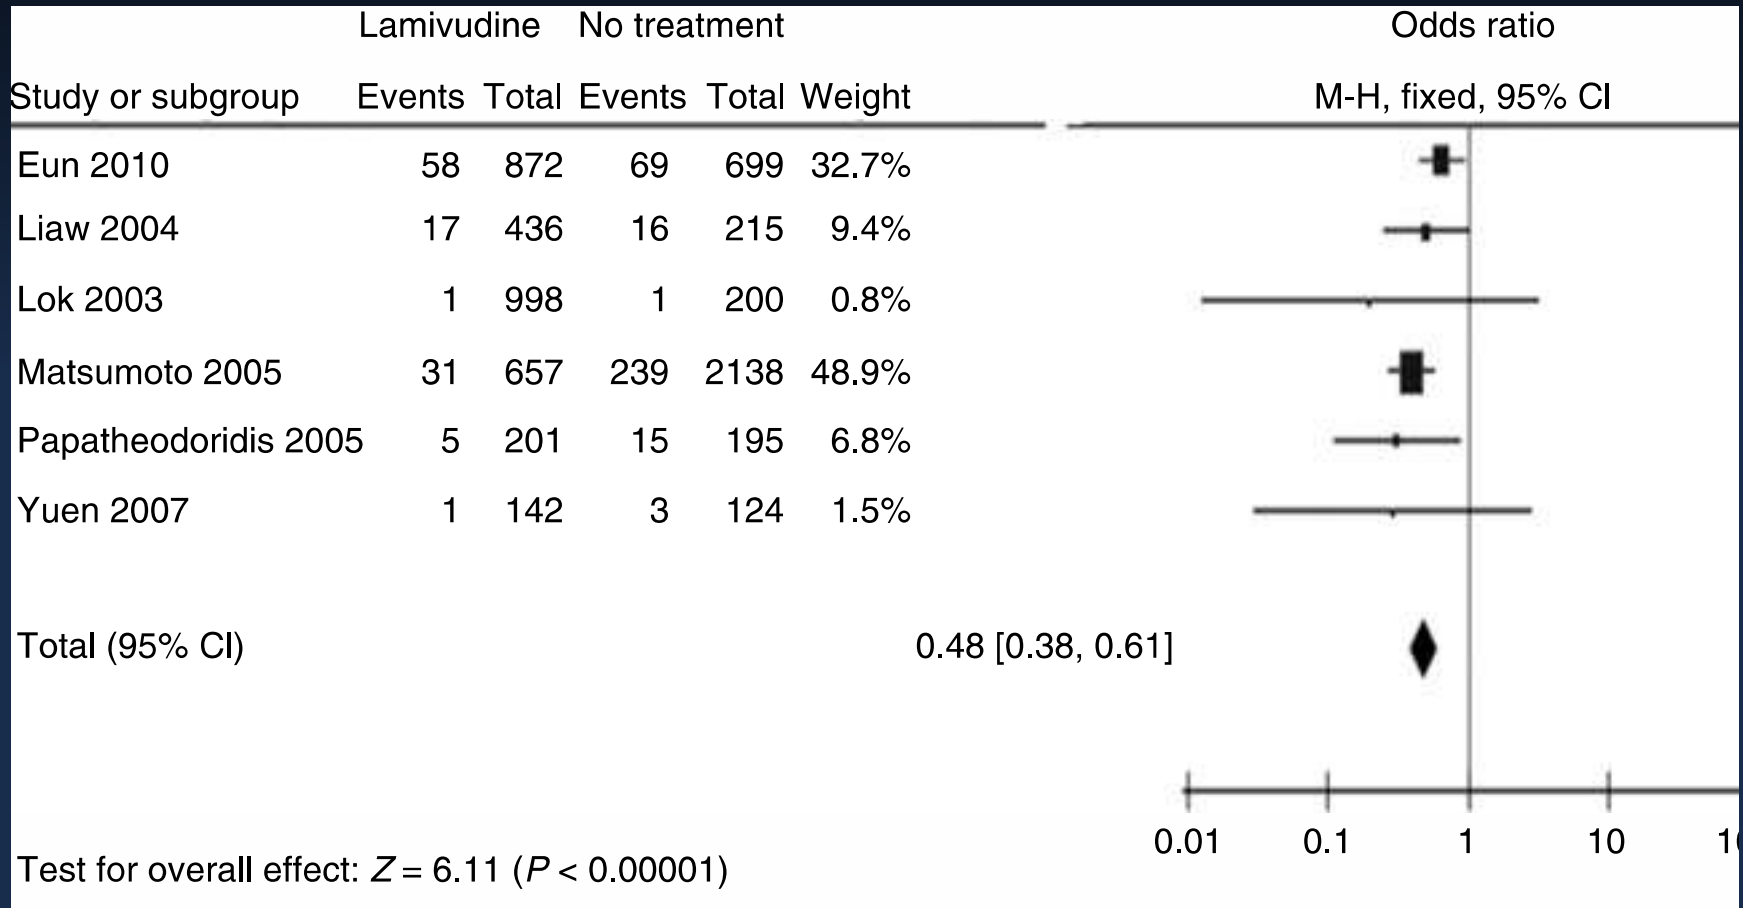 Lamivudine No treatment Odds ratio
Study or subgroup Events Total Events Total Weight M-H, fixed, 95% CI
Eun 2010 58 872 69 699 32.7%
Liaw 2004 17 436 16 215 9.4%
Lok 2003 1 998 1 200 0.8%
Matsumoto 2005 31 657 239 2138 48.9%
Papatheodoridis 2005 5 201 15 195 6.8%
Yuen 2007 1 142 3 124 1.5%
Total (95% CI) 0.48 [0.38, 0.61]
0.01 0.1 1 10
Test for overall effect: Z = 6.11 (P < 0.00001)